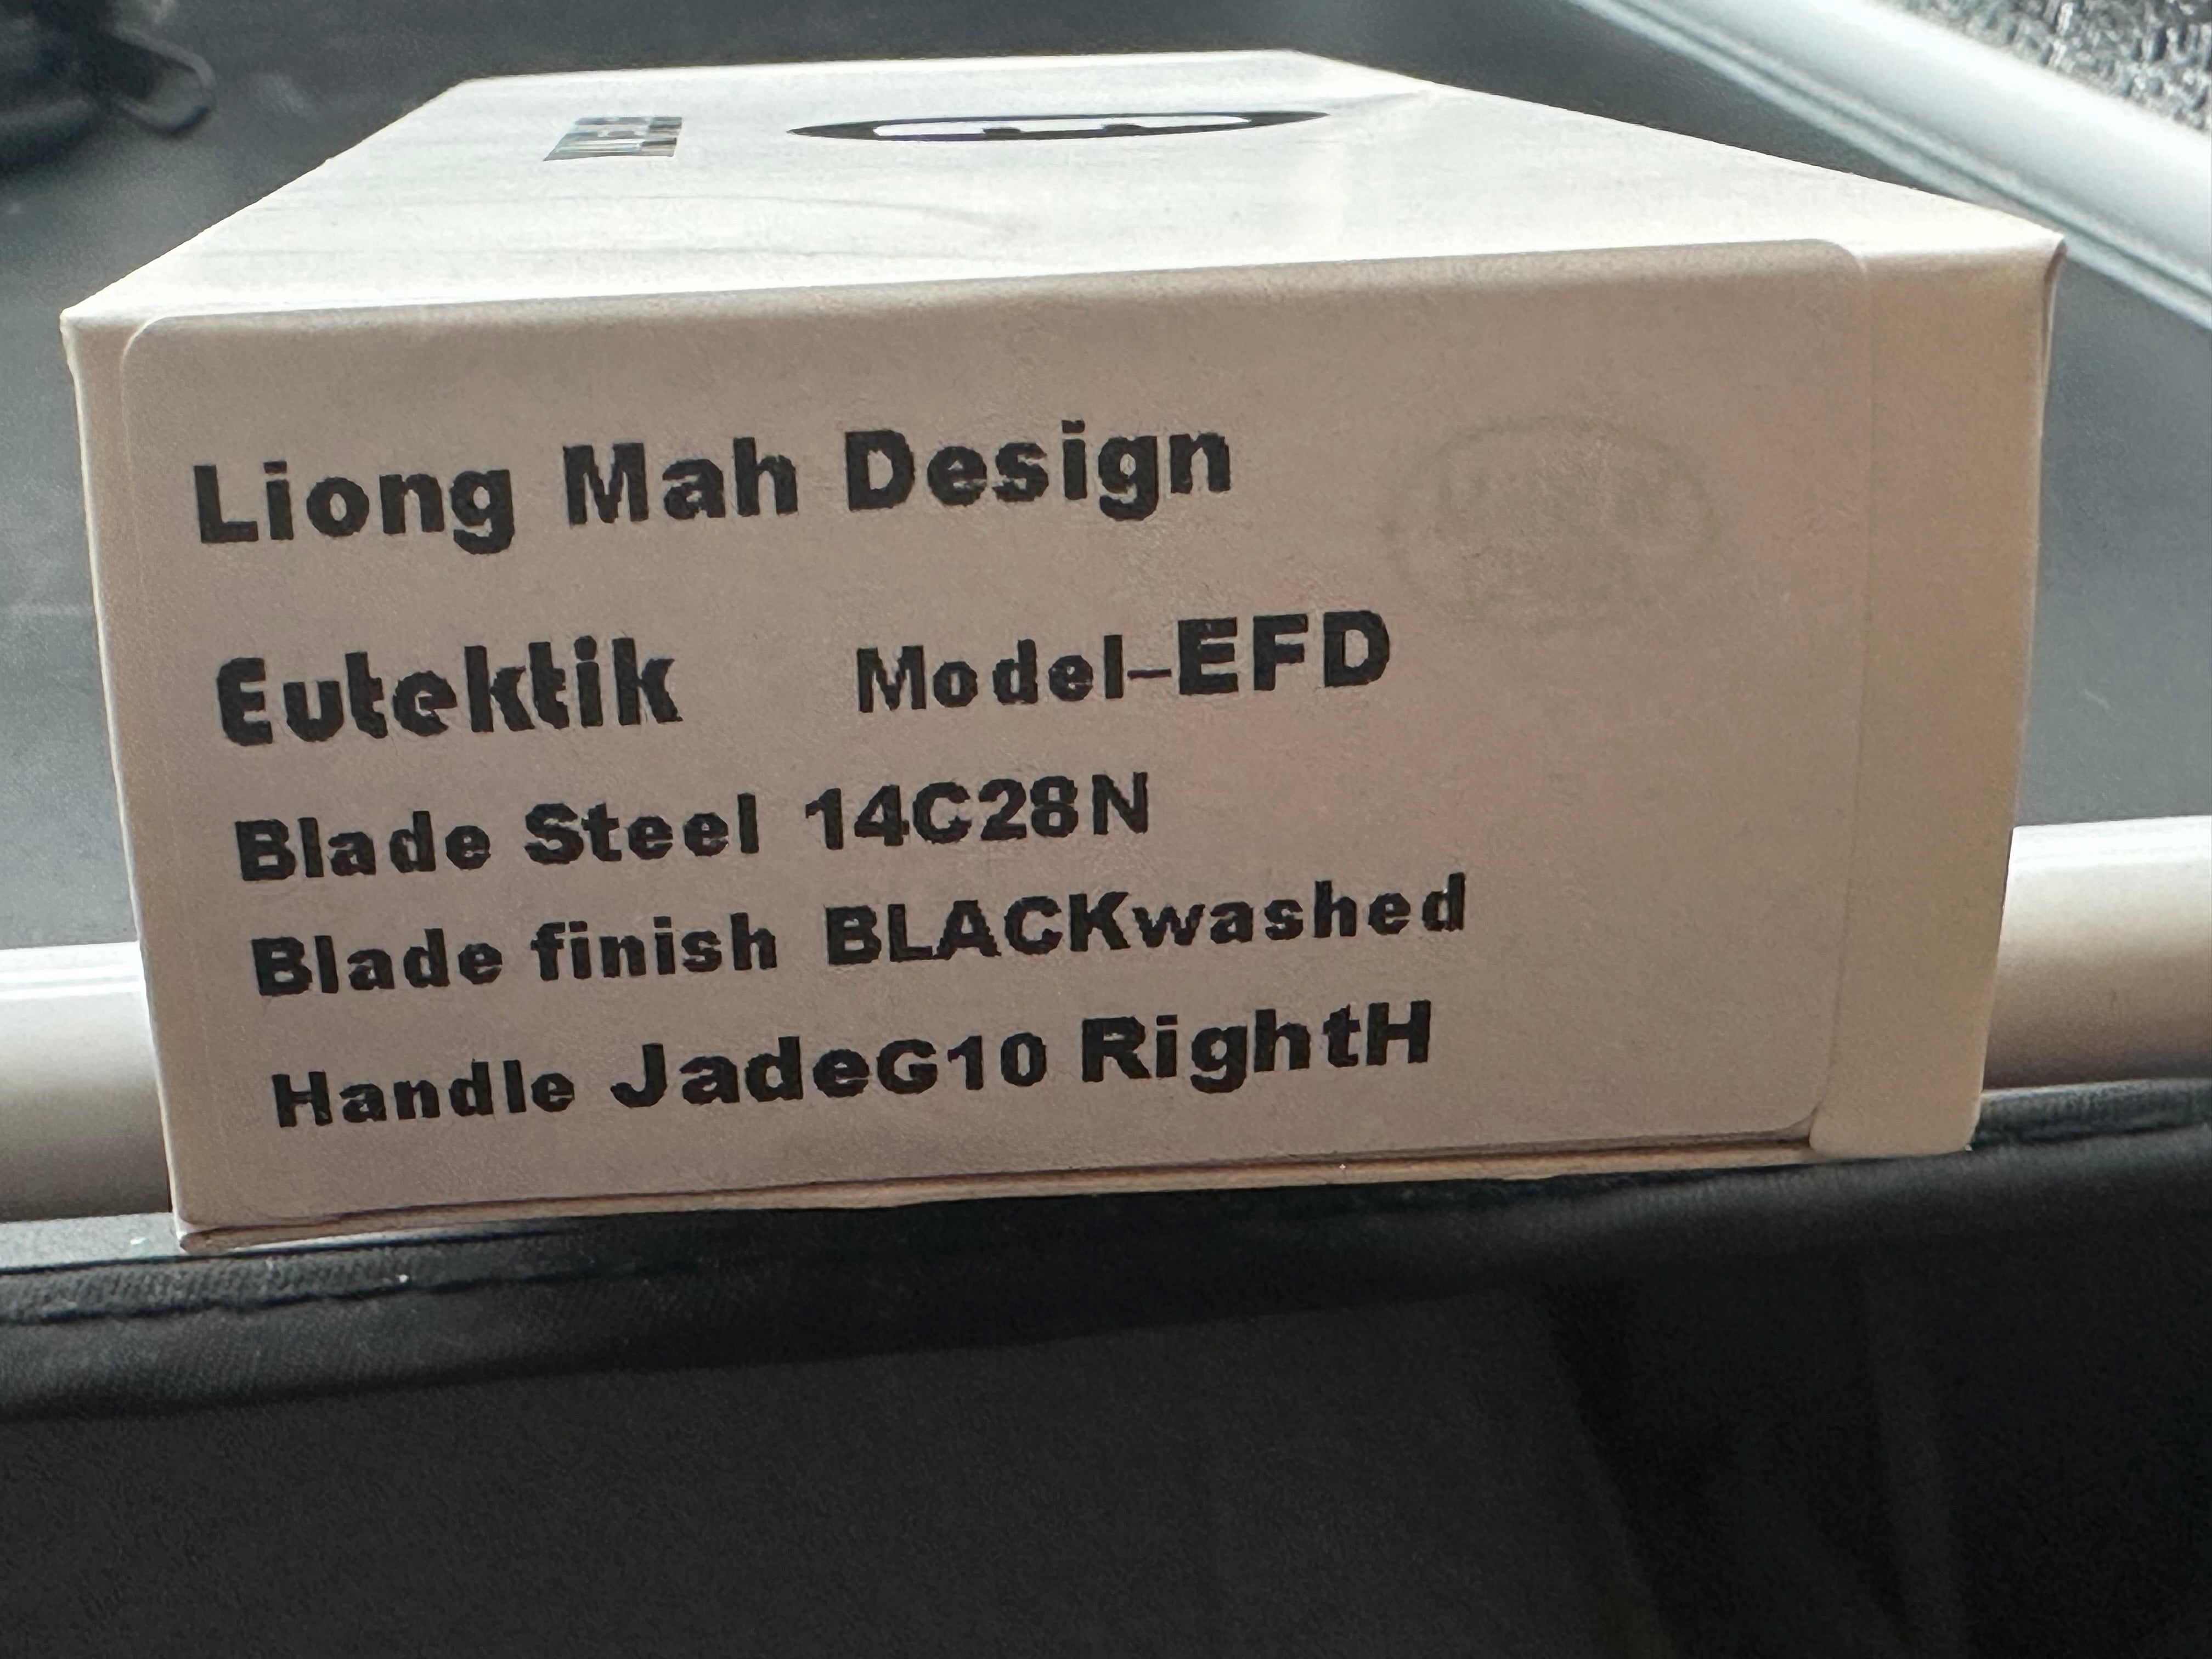 Liong Mah Design
Eutektik Model-EFD
Blade Steel 14C28N
Blade finish BLACKwashed
Handle JadeG10 RightH